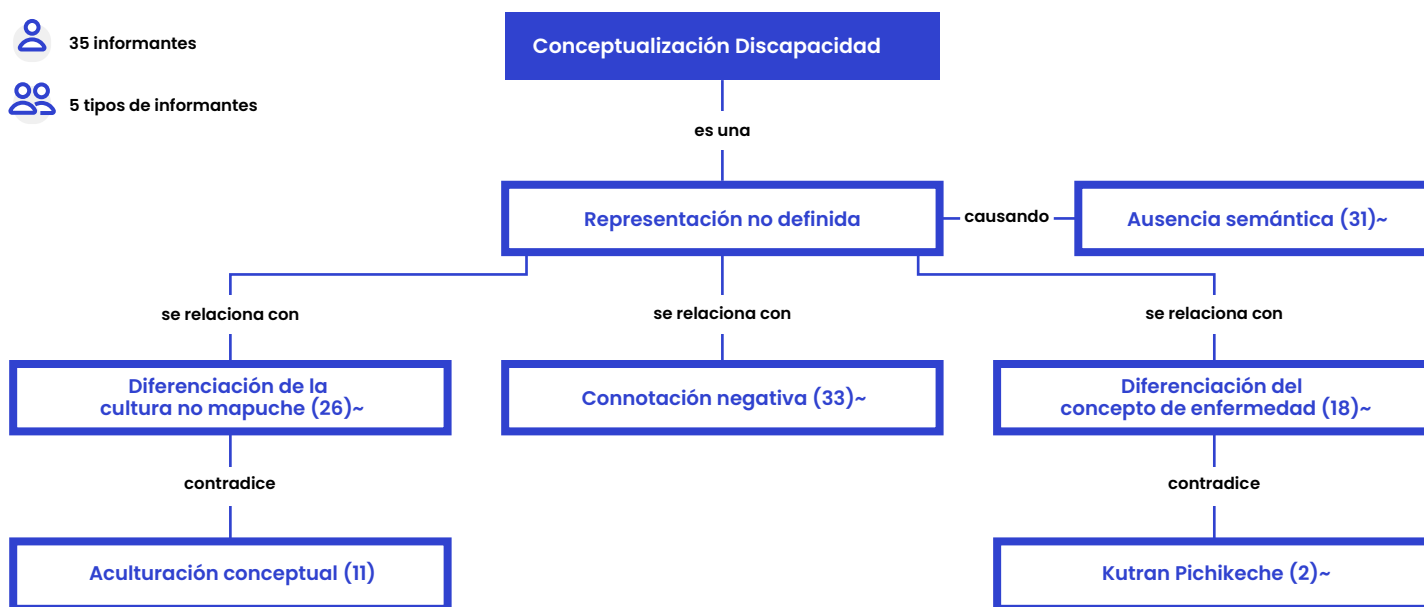 35 informantes
5 tipos de informantes
Conceptualización Discapacidad
es una
Representación no definida
causando
Ausencia semántica (31)~
se relaciona con
se relaciona con
se relaciona con
Diferenciación de la
cultura no mapuche (26)~
Connotación negativa (33)~
Diferenciación del
concepto de enfermedad (18)~
contradice
contradice
Aculturación conceptual (11)
Kutran Pichikeche (2)~